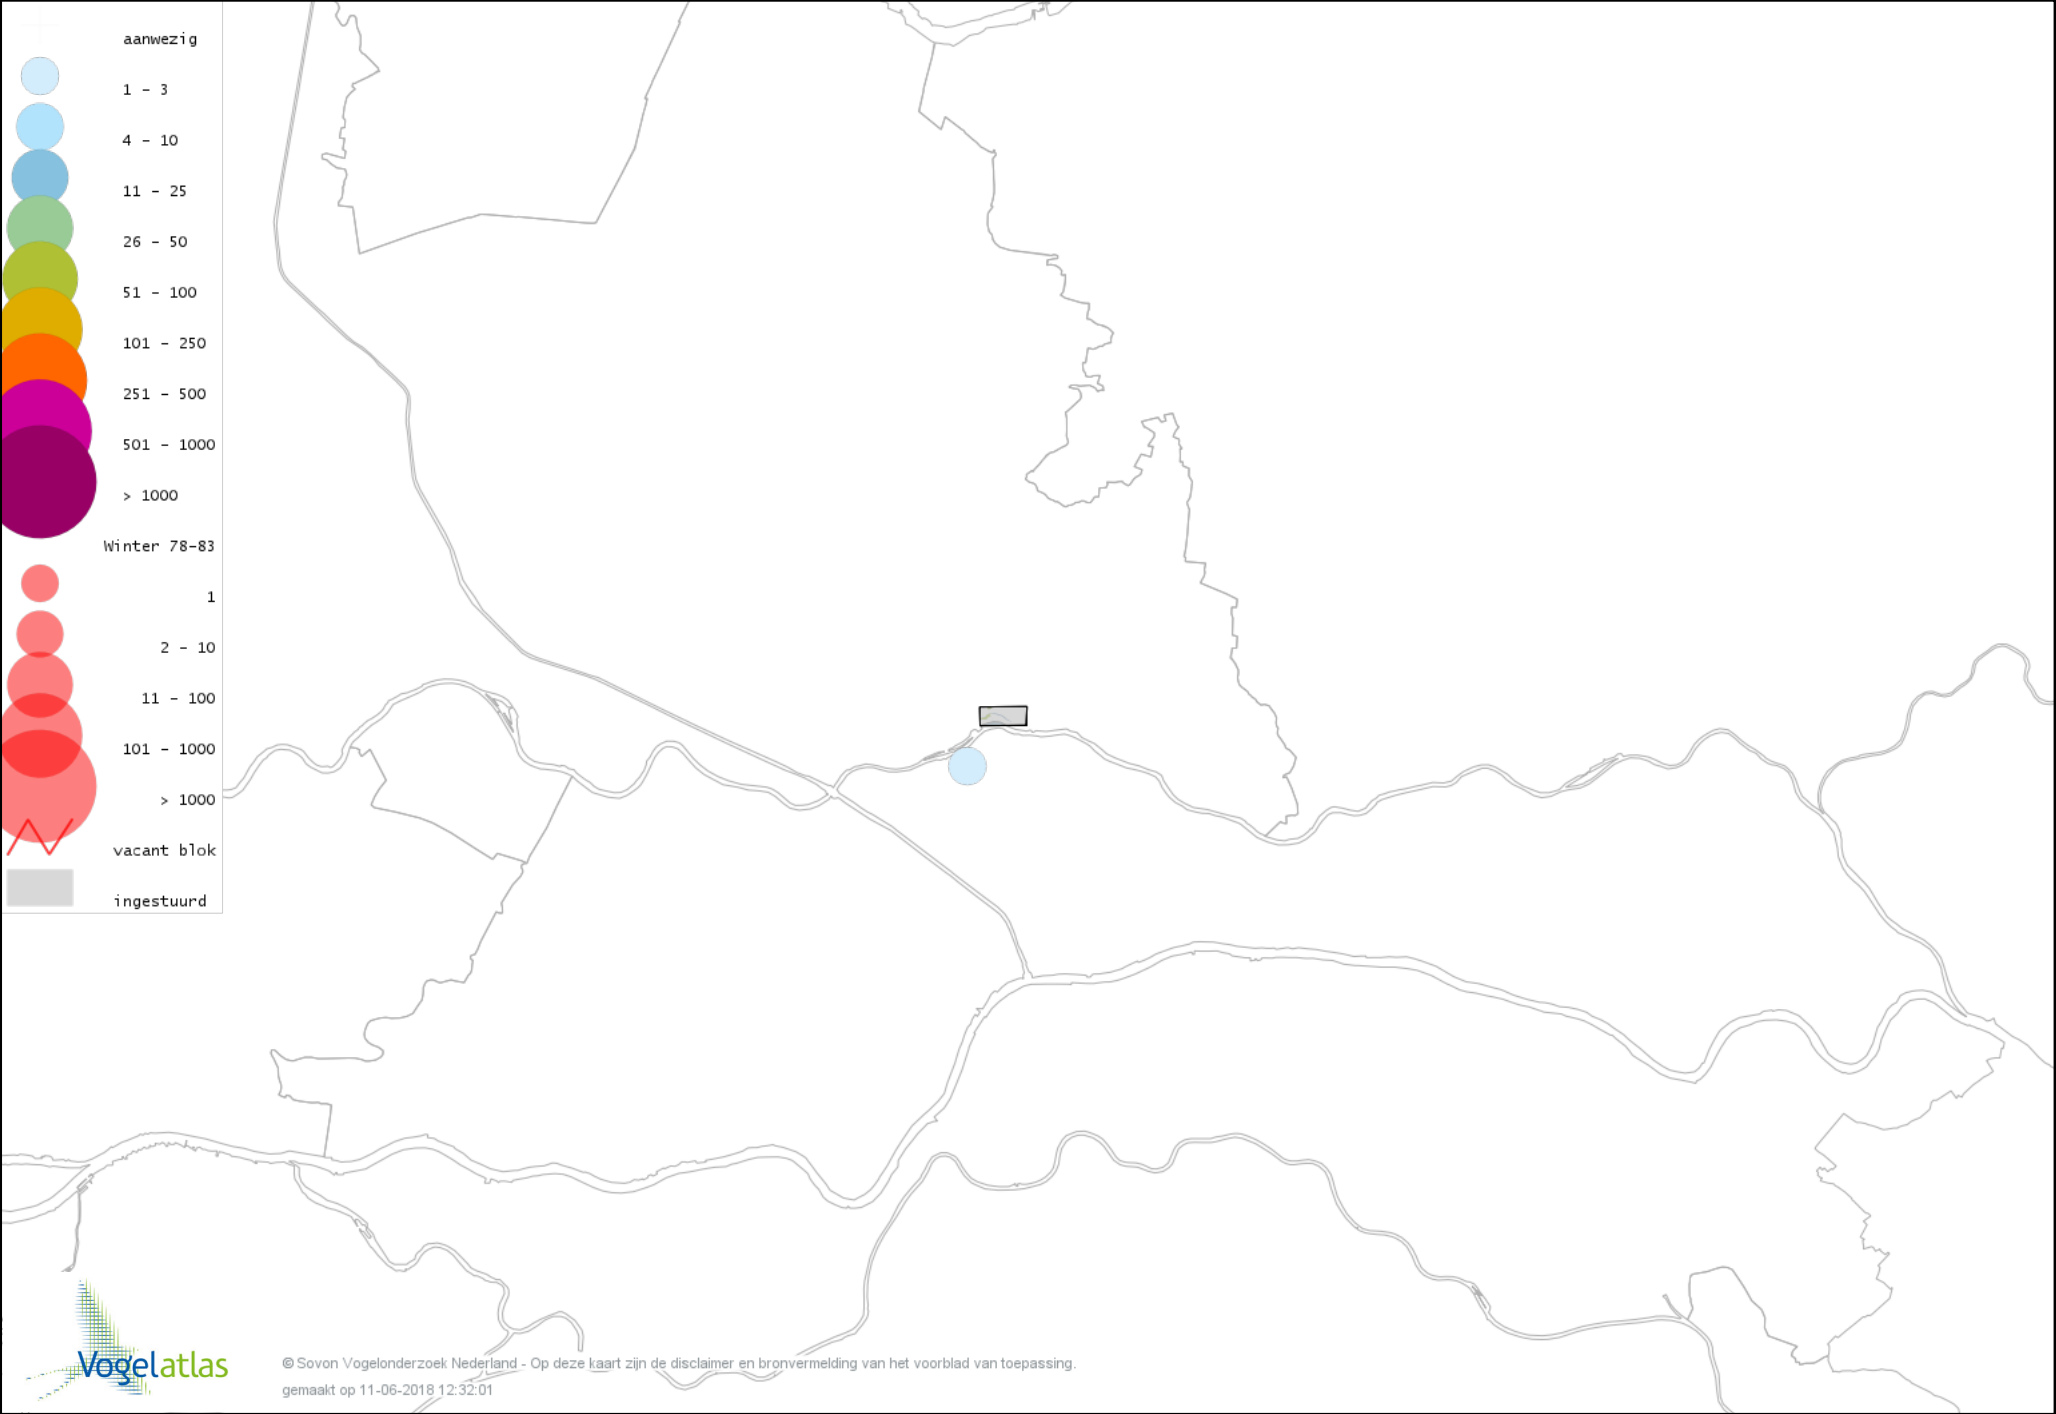 aanwezig
1 - 3
4 - 10
11 - 25
26 - 50
51 - 100
101 - 250
251 - 500
501 - 1000
> 1000
Winter 78-83
1
2 - 10
11 - 100
101 - 1000
> 1000
vacant blok
ingestuurd
Vogelatlas
© Sovon Vogelonderzoek Nederland - Op deze kaart zijn de disclaimer en bronvermelding van het voorblad van toepassing.
gemaakt op 11-06-2018 12:32:01